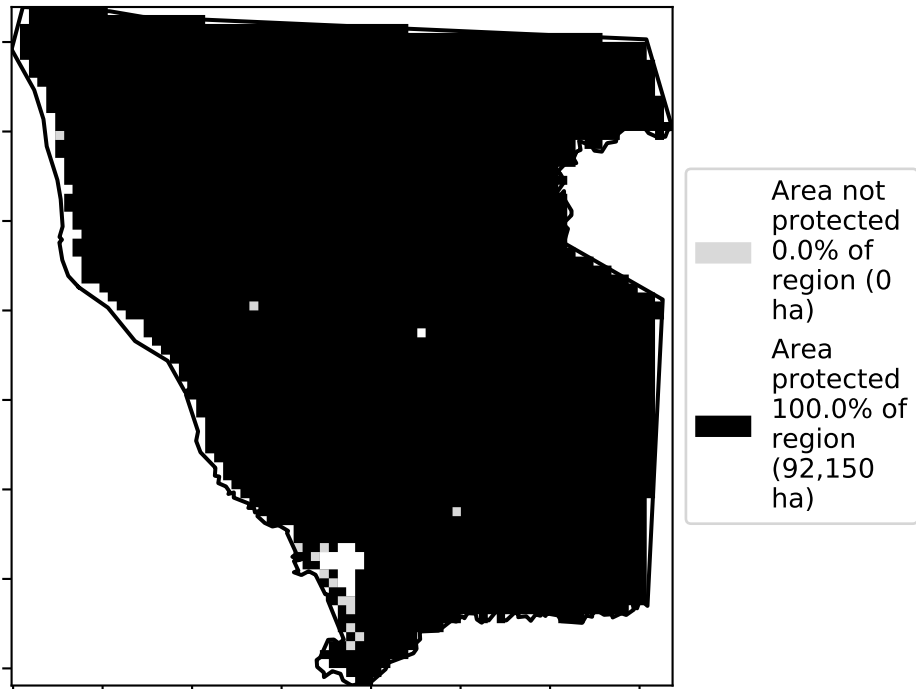 Area not
protected
0.0% of
region (0
ha)
Area
protected
100.0% of
region
(92,150
ha)